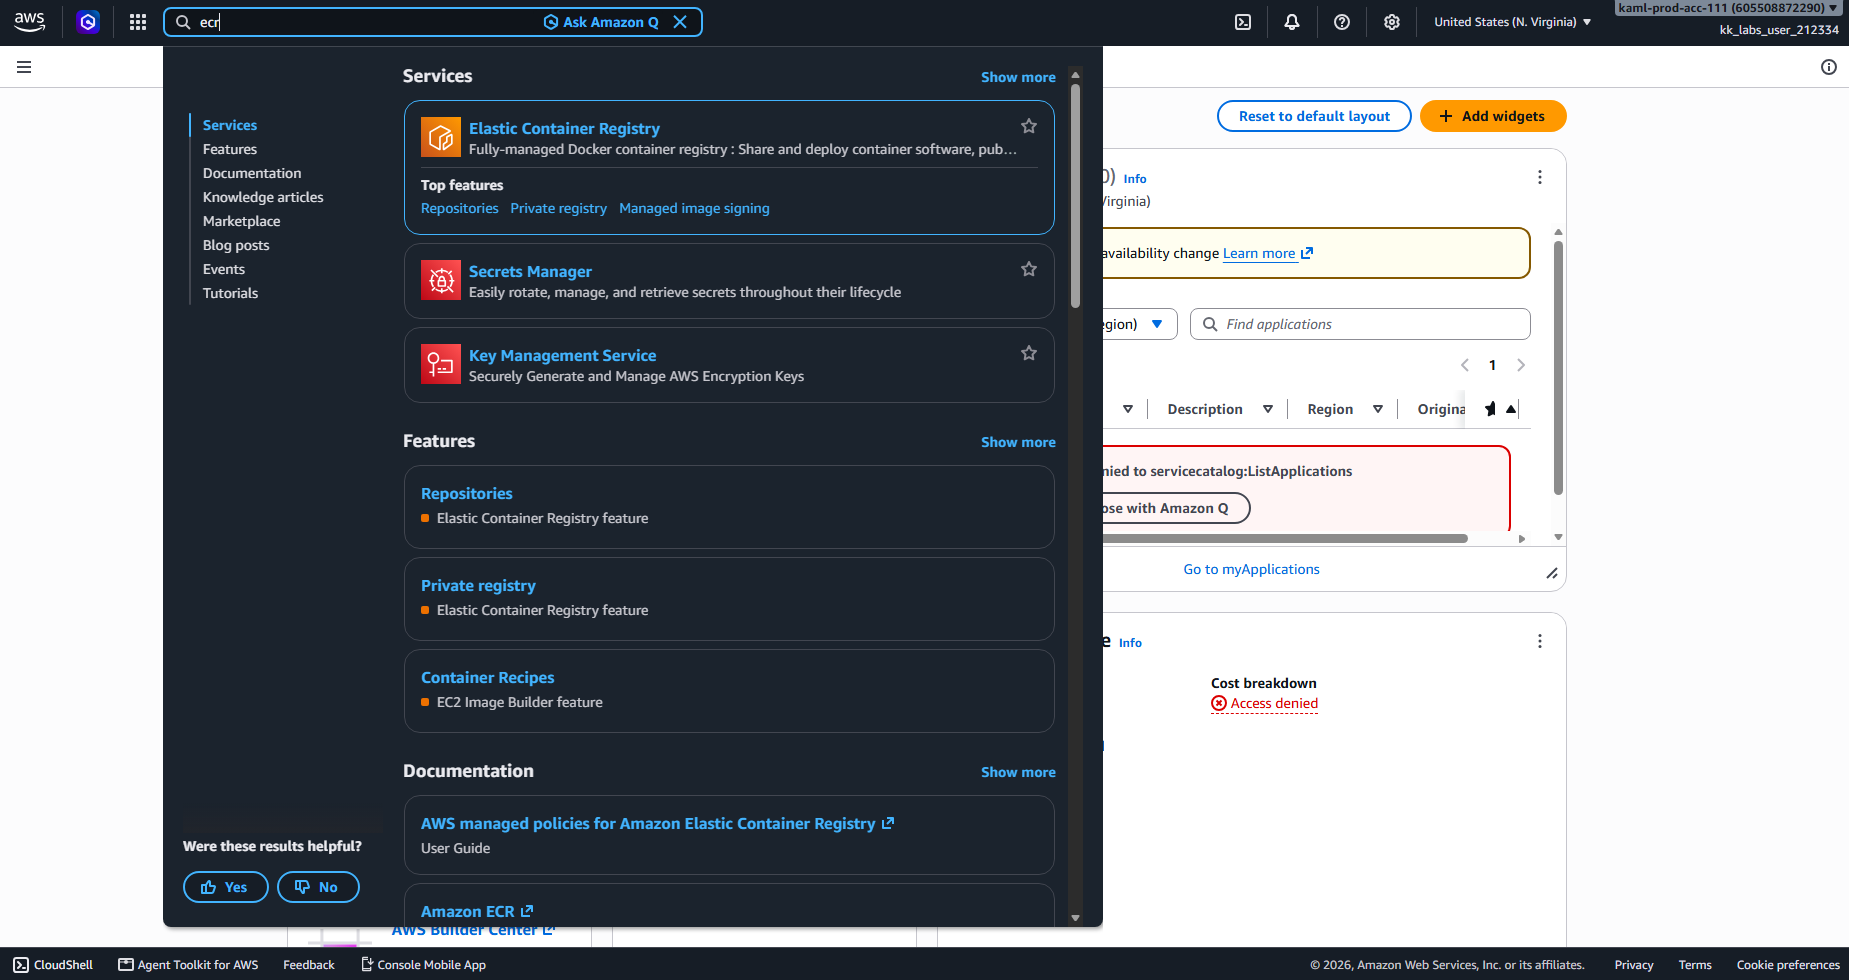 aws
ecr
Ask Amazon Q
United States (N. Virginia)
kaml-prod-acc-111 (605508872290)
kk_labs_user_212334
Services
Features
Documentation
Knowledge articles
Marketplace
Blog posts
Events
Tutorials
Were these results helpful?
Yes
No
Services
Show more
Elastic Container Registry
Fully-managed Docker container registry : Share and deploy container software, pub...
Top features
Repositories
Private registry
Managed image signing
Secrets Manager
Easily rotate, manage, and retrieve secrets throughout their lifecycle
Key Management Service
Securely Generate and Manage AWS Encryption Keys
Features
Show more
Repositories
Elastic Container Registry feature
Private registry
Elastic Container Registry feature
Container Recipes
EC2 Image Builder feature
Documentation
Show more
AWS managed policies for Amazon Elastic Container Registry
User Guide
Amazon ECR
AWS Builder Center
Reset to default layout
Add widgets
0) Info
Virginia)
availability change Learn more
egion)
Find applications
1
Description
Region
Origina
nied to servicecatalog:ListApplications
ose with Amazon Q
Go to myApplications
e Info
Cost breakdown
Access denied
CloudShell
Agent Toolkit for AWS
Feedback
Console Mobile App
© 2026, Amazon Web Services, Inc. or its affiliates.
Privacy
Terms
Cookie preferences